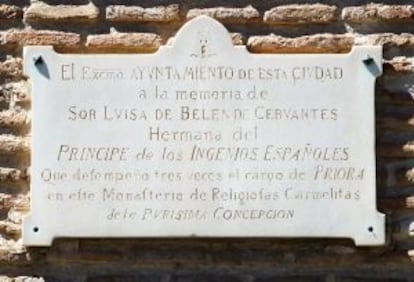 El Excmo AYVNTAMIENTO DE ESTA CIVDAD
a la memoria de
SOR LVISA DE BELEN DE CERVANTES
Hermana del
PRINCIPE de los INGENIOS ESPAÑOLES
Que desempeño tres veces el cargo de PRIORA
en este Monasterio de Religiosas Carmelitas
de la PVRISIMA CONCEPCION